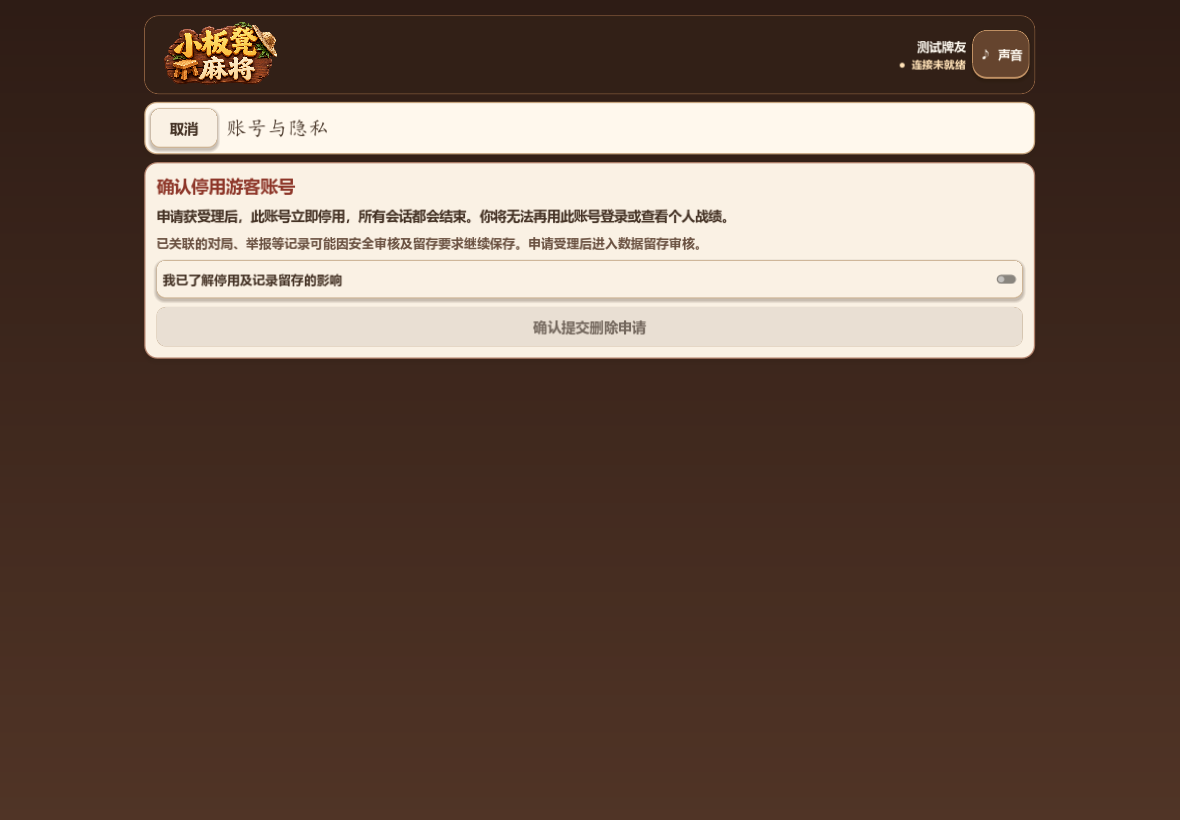 小板凳
麻将
测试牌友
● 连接未就绪
♪ 声音
取消
账号与隐私
确认停用游客账号
申请获受理后，此账号立即停用，所有会话都会结束。你将无法再用此账号登录或查看个人战绩。
已关联的对局、举报等记录可能因安全审核及留存要求继续保存。申请受理后进入数据留存审核。
我已了解停用及记录留存的影响
确认提交删除申请